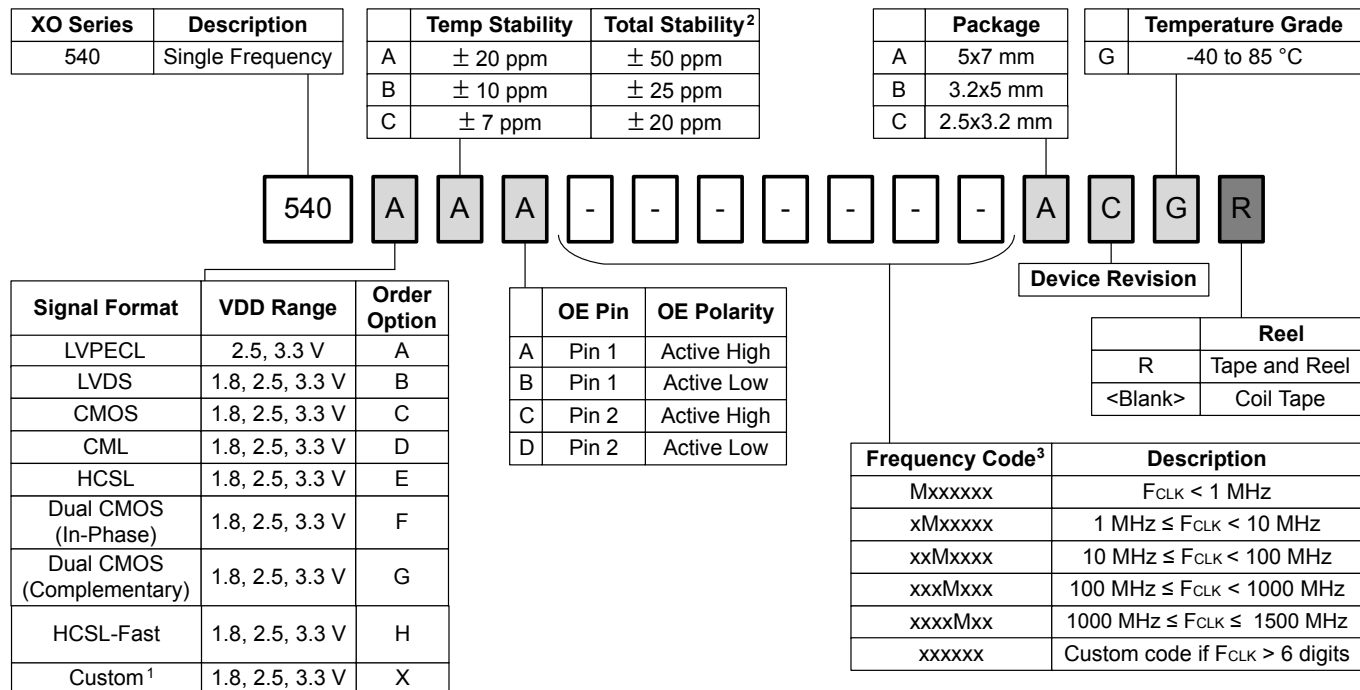 XO Series Description
540 Single Frequency
Temp Stability Total Stability²
A ± 20 ppm ± 50 ppm
B ± 10 ppm ± 25 ppm
C ± 7 ppm ± 20 ppm
Package
A 5x7 mm
B 3.2x5 mm
C 2.5x3.2 mm
Temperature Grade
G -40 to 85 °C
540 A A A - - - - - - - A C G R
Device Revision
Signal Format VDD Range Order
Option
LVPECL 2.5, 3.3 V A
LVDS 1.8, 2.5, 3.3 V B
CMOS 1.8, 2.5, 3.3 V C
CML 1.8, 2.5, 3.3 V D
HCSL 1.8, 2.5, 3.3 V E
Dual CMOS
(In-Phase) 1.8, 2.5, 3.3 V F
Dual CMOS
(Complementary) 1.8, 2.5, 3.3 V G
HCSL-Fast 1.8, 2.5, 3.3 V H
Custom¹ 1.8, 2.5, 3.3 V X
OE Pin OE Polarity
A Pin 1 Active High
B Pin 1 Active Low
C Pin 2 Active High
D Pin 2 Active Low
Reel
R Tape and Reel
<Blank> Coil Tape
Frequency Code³ Description
Mxxxxxx FCLK < 1 MHz
xMxxxxx 1 MHz ≤ FCLK < 10 MHz
xxMxxxx 10 MHz ≤ FCLK < 100 MHz
xxxMxxx 100 MHz ≤ FCLK < 1000 MHz
xxxxMxx 1000 MHz ≤ FCLK ≤ 1500 MHz
xxxxxx Custom code if FCLK > 6 digits